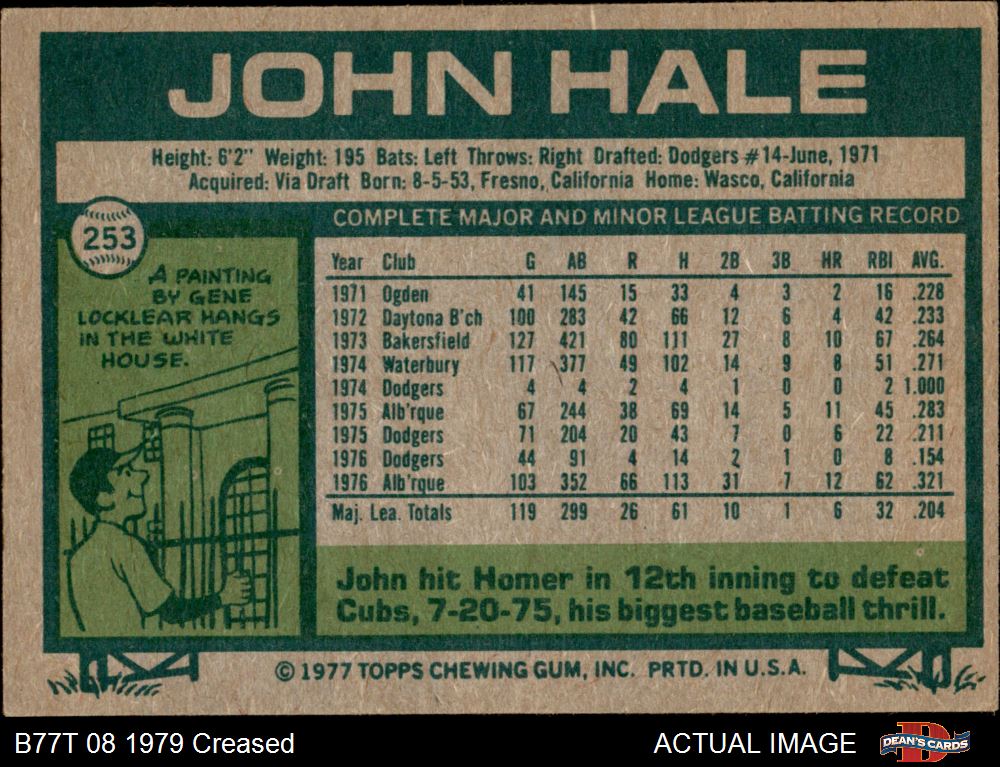 JOHN HALE
Height: 6'2" Weight: 195 Bats: Left Throws: Right Drafted: Dodgers #14-June, 1971
Acquired: Via Draft Born: 8-5-53, Fresno, California Home: Wasco, California
253
A PAINTING
BY GENE
LOCKLEAR HANGS
IN THE WHITE
HOUSE.
COMPLETE MAJOR AND MINOR LEAGUE BATTING RECORD
Year Club G AB R H 2B 3B HR RBI AVG.
1971 Ogden 41 145 15 33 4 3 2 16 .228
1972 Daytona B'ch 100 283 42 66 12 6 4 42 .233
1973 Bakersfield 127 421 80 111 27 8 10 67 .264
1974 Waterbury 117 377 49 102 14 9 8 51 .271
1974 Dodgers 4 4 2 4 1 0 0 2 1.000
1975 Alb'rque 67 244 38 69 14 5 11 45 .283
1975 Dodgers 71 204 20 43 7 0 6 22 .211
1976 Dodgers 44 91 4 14 2 1 0 8 .154
1976 Alb'rque 103 352 66 113 31 7 12 62 .321
Maj. Lea. Totals 119 299 26 61 10 1 6 32 .204
John hit Homer in 12th inning to defeat
Cubs, 7-20-75, his biggest baseball thrill.
© 1977 TOPPS CHEWING GUM, INC. PRTD. IN U.S.A.
B77T 08 1979 Creased
ACTUAL IMAGE
D
DEAN'S CARDS